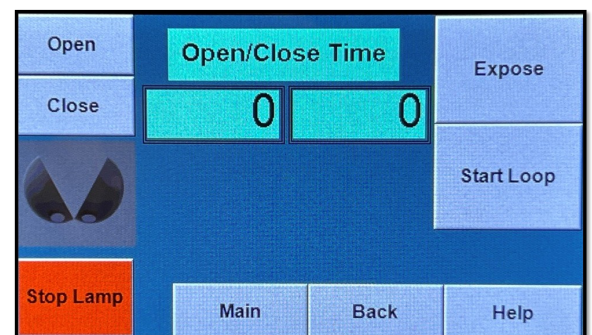 Open
Open/Close Time
Expose
Close
0 0
Start Loop
Stop Lamp
Main
Back
Help